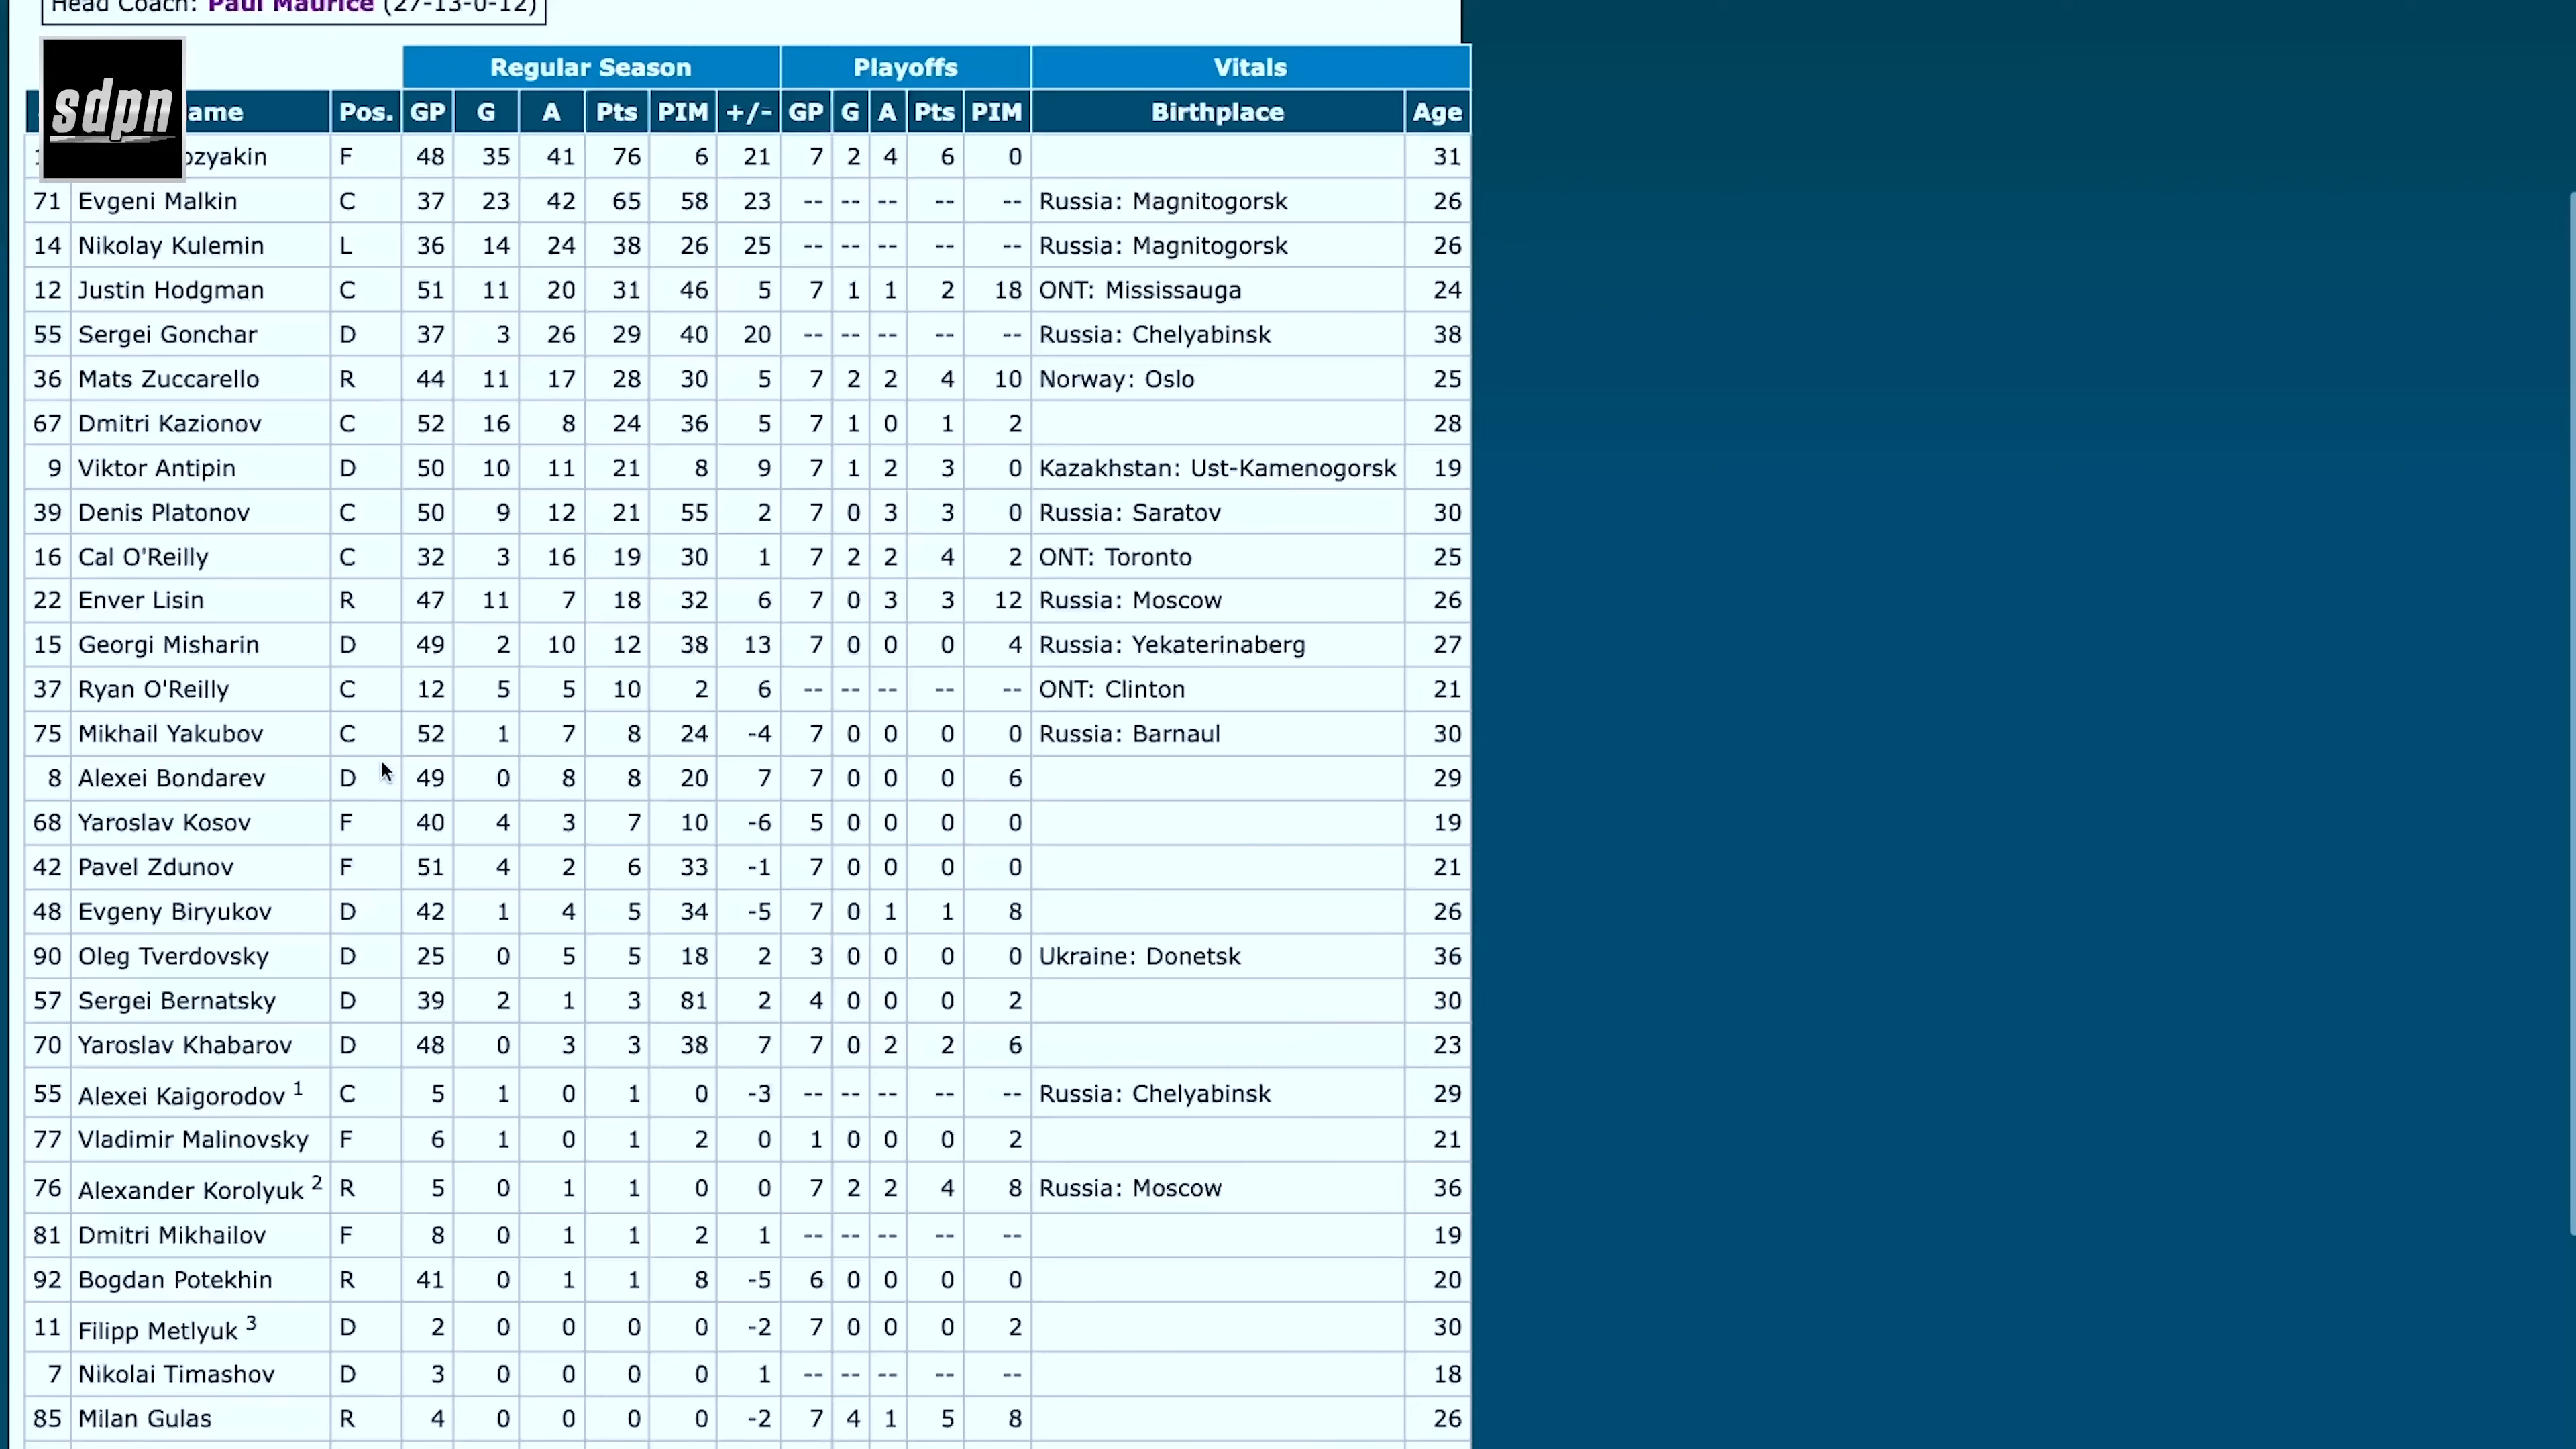 Head Coach: Paul Maurice (27-13-0-12)
sdpn
Regular Season Playoffs Vitals
ame Pos. GP G A Pts PIM +/- GP G A Pts PIM Birthplace Age
ozyakin F 48 35 41 76 6 21 7 2 4 6 0 31
71 Evgeni Malkin C 37 23 42 65 58 23 -- -- -- -- -- Russia: Magnitogorsk 26
14 Nikolay Kulemin L 36 14 24 38 26 25 -- -- -- -- -- Russia: Magnitogorsk 26
12 Justin Hodgman C 51 11 20 31 46 5 7 1 1 2 18 ONT: Mississauga 24
55 Sergei Gonchar D 37 3 26 29 40 20 -- -- -- -- -- Russia: Chelyabinsk 38
36 Mats Zuccarello R 44 11 17 28 30 5 7 2 2 4 10 Norway: Oslo 25
67 Dmitri Kazionov C 52 16 8 24 36 5 7 1 0 1 2 28
9 Viktor Antipin D 50 10 11 21 8 9 7 1 2 3 0 Kazakhstan: Ust-Kamenogorsk 19
39 Denis Platonov C 50 9 12 21 55 2 7 0 3 3 0 Russia: Saratov 30
16 Cal O'Reilly C 32 3 16 19 30 1 7 2 2 4 2 ONT: Toronto 25
22 Enver Lisin R 47 11 7 18 32 6 7 0 3 3 12 Russia: Moscow 26
15 Georgi Misharin D 49 2 10 12 38 13 7 0 0 0 4 Russia: Yekaterinaberg 27
37 Ryan O'Reilly C 12 5 5 10 2 6 -- -- -- -- -- ONT: Clinton 21
75 Mikhail Yakubov C 52 1 7 8 24 -4 7 0 0 0 0 Russia: Barnaul 30
8 Alexei Bondarev D 49 0 8 8 20 7 7 0 0 0 6 29
68 Yaroslav Kosov F 40 4 3 7 10 -6 5 0 0 0 0 19
42 Pavel Zdunov F 51 4 2 6 33 -1 7 0 0 0 0 21
48 Evgeny Biryukov D 42 1 4 5 34 -5 7 0 1 1 8 26
90 Oleg Tverdovsky D 25 0 5 5 18 2 3 0 0 0 0 Ukraine: Donetsk 36
57 Sergei Bernatsky D 39 2 1 3 81 2 4 0 0 0 2 30
70 Yaroslav Khabarov D 48 0 3 3 38 7 7 0 2 2 6 23
55 Alexei Kaigorodov 1 C 5 1 0 1 0 -3 -- -- -- -- -- Russia: Chelyabinsk 29
77 Vladimir Malinovsky F 6 1 0 1 2 0 1 0 0 0 2 21
76 Alexander Korolyuk 2 R 5 0 1 1 0 0 7 2 2 4 8 Russia: Moscow 36
81 Dmitri Mikhailov F 8 0 1 1 2 1 -- -- -- -- -- 19
92 Bogdan Potekhin R 41 0 1 1 8 -5 6 0 0 0 0 20
11 Filipp Metlyuk 3 D 2 0 0 0 0 -2 7 0 0 0 2 30
7 Nikolai Timashov D 3 0 0 0 0 1 -- -- -- -- -- 18
85 Milan Gulas R 4 0 0 0 0 -2 7 4 1 5 8 26